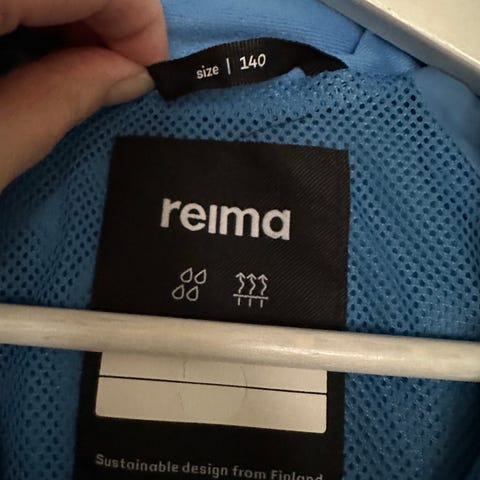 size | 140
reima
Sustainable design from Finland